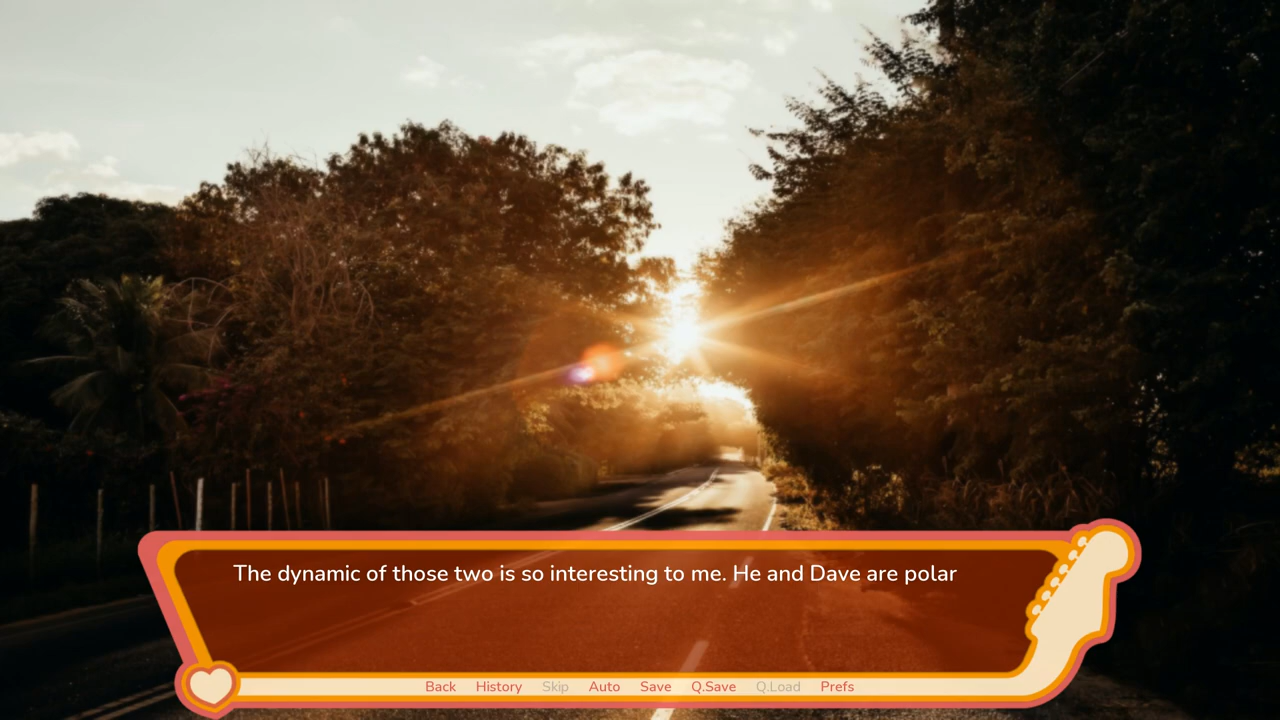 The dynamic of those two is so interesting to me. He and Dave are polar
Back History Skip Auto Save Q.Save Q.Load Prefs